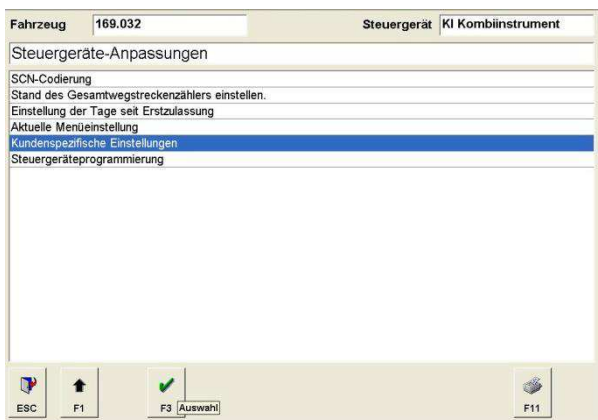 Fahrzeug 169.032 Steuergerät KI Kombiinstrument
Steuergeräte-Anpassungen
SCN-Codierung
Stand des Gesamtwegstreckenzählers einstellen.
Einstellung der Tage seit Erstzulassung
Aktuelle Menüeinstellung
Kundenspezifische Einstellungen
Steuergeräteprogrammierung
ESC F1 F3 Auswahl F11